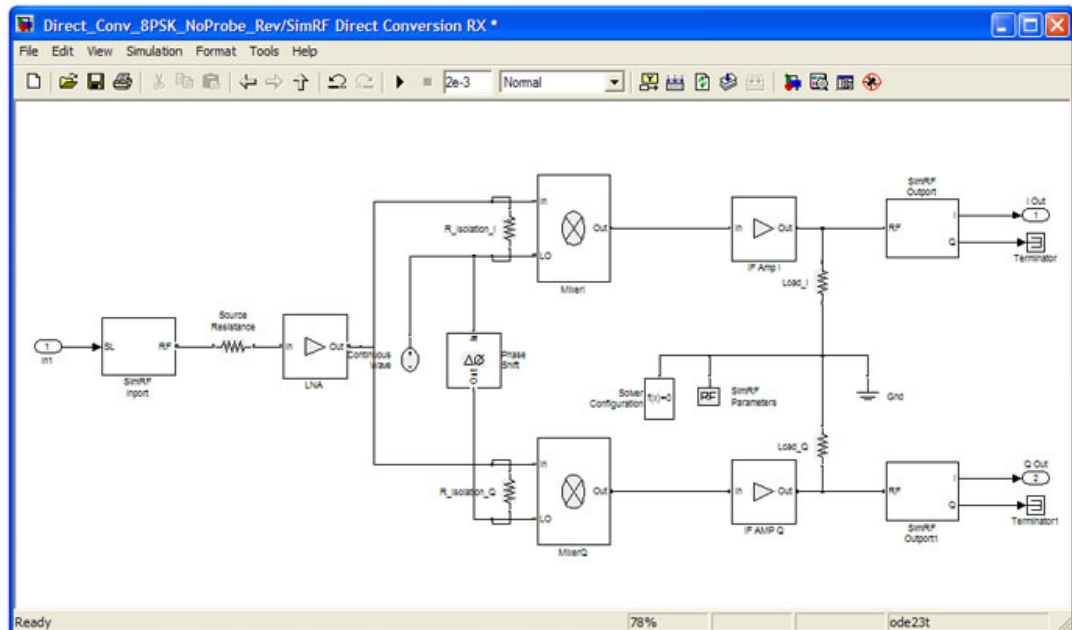 Direct_Conv_8PSK_NoProbe_Rev/SimRF Direct Conversion RX *
File Edit View Simulation Format Tools Help
2e-3 Normal
In1
1
SL RF
SimRF
Inport
Source
Resistance
In Out
LNA
Continuous
Wave
In
ΔØ
Out
Phase
Shift
R_Isolation_I
In
LO
Out
MixerI
In Out
IF Amp I
Load_I
SimRF
Outport
RF
I
Q
I Out
1
Terminator
Solver
Configuration
f(x)=0
RF
SimRF
Parameters
Gnd
R_Isolation_Q
In
LO
Out
MixerQ
In Out
IF AMP Q
Load_Q
RF
I
Q
SimRF
Outport1
Q Out
2
Terminator1
Ready 78% ode23t